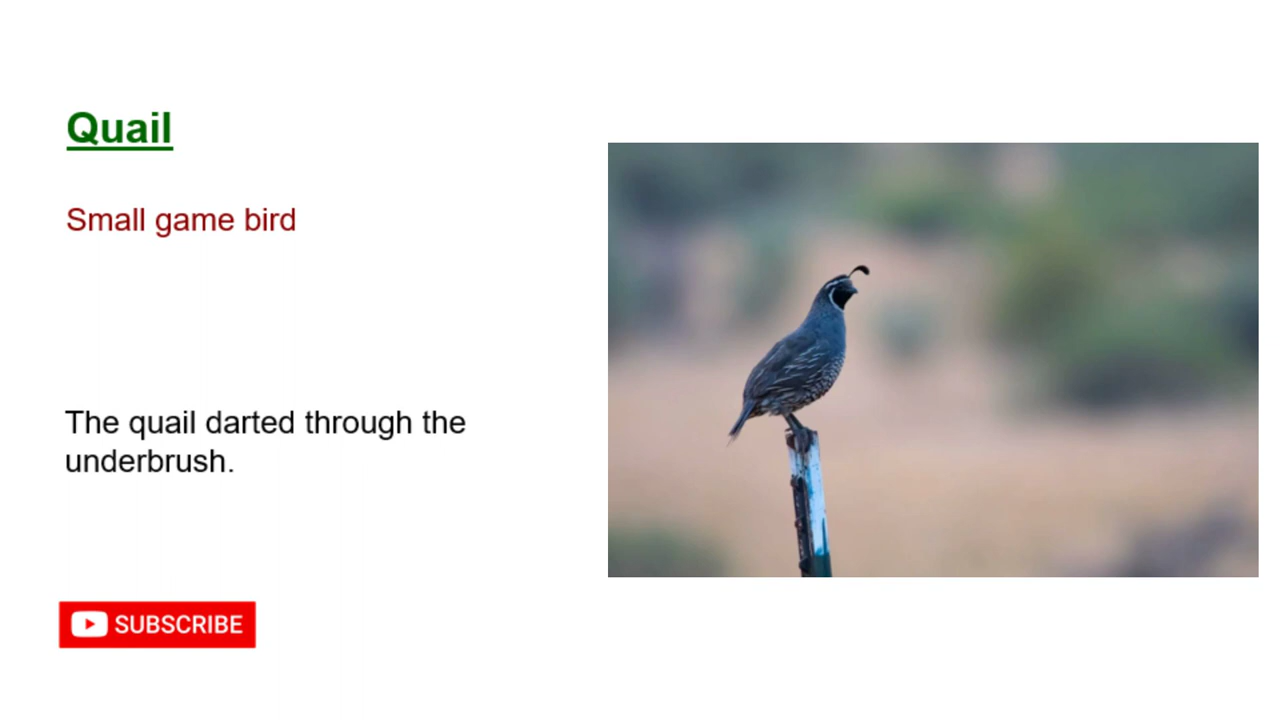 Quail
Small game bird
The quail darted through the
underbrush.
SUBSCRIBE